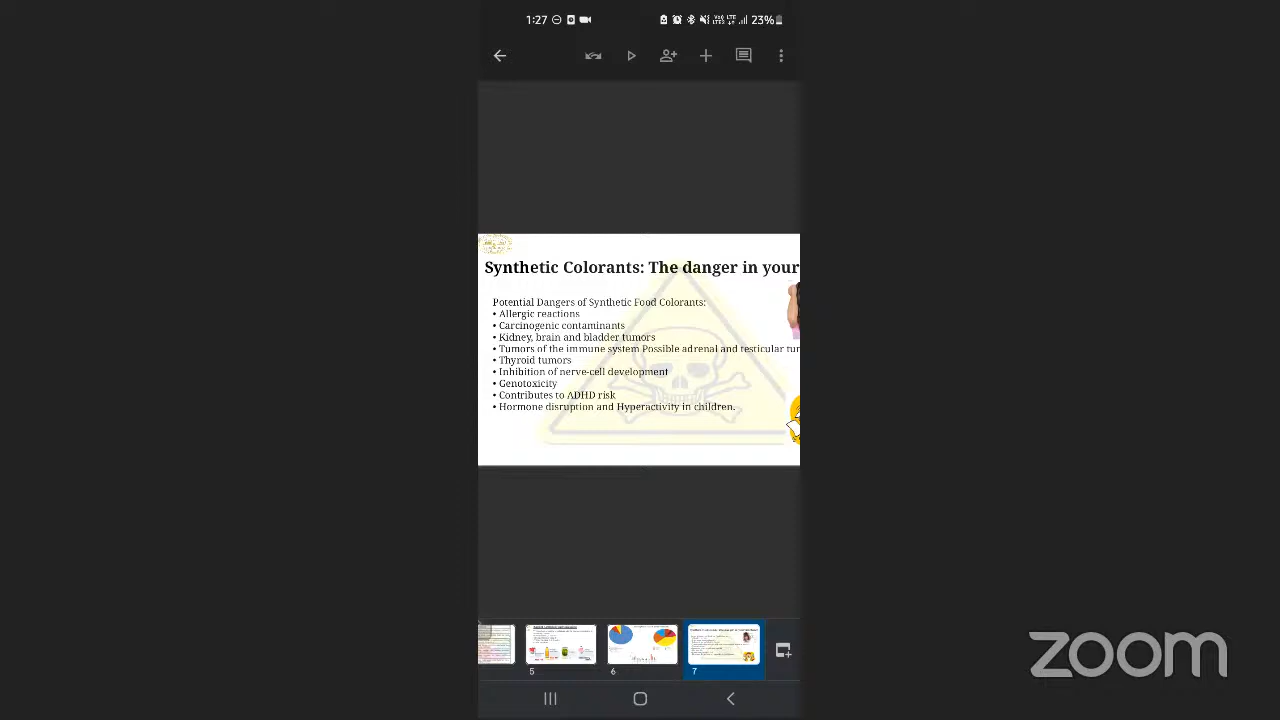 1:27
23%
Synthetic Colorants: The danger in your
Potential Dangers of Synthetic Food Colorants:
• Allergic reactions
• Carcinogenic contaminants
• Kidney, brain and bladder tumors
• Tumors of the immune system Possible adrenal and testicular tur
• Thyroid tumors
• Inhibition of nerve-cell development
• Genotoxicity
• Contributes to ADHD risk
• Hormone disruption and Hyperactivity in children.
5
6
7
zoom